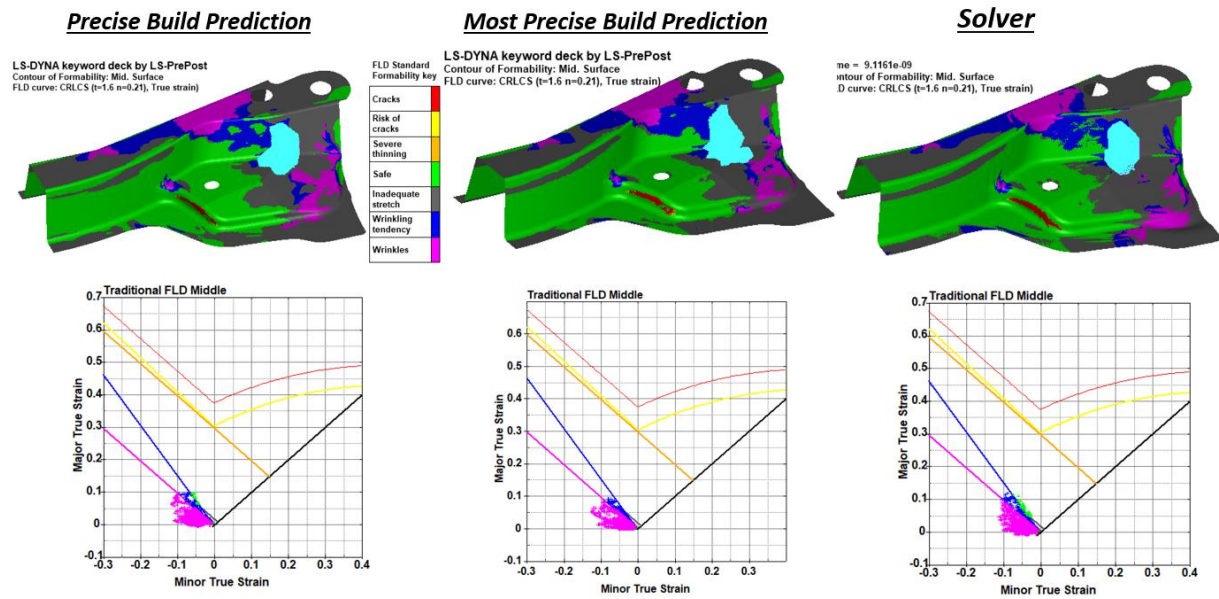 Precise Build Prediction
Most Precise Build Prediction
Solver
LS-DYNA keyword deck by LS-PrePost
Contour of Formability: Mid. Surface
FLD curve: CRLCS (t=1.6 n=0.21), True strain)
FLD Standard
Formability key
Cracks
Risk of
cracks
Severe
thinning
Safe
Inadequate
stretch
Wrinkling
tendency
Wrinkles
LS-DYNA keyword deck by LS-PrePost
Contour of Formability: Mid. Surface
FLD curve: CRLCS (t=1.6 n=0.21), True strain)
me = 9.1161e-09
ontour of Formability: Mid. Surface
D curve: CRLCS (t=1.6 n=0.21), True strain)
Traditional FLD Middle
Major True Strain
0.7
0.6
0.5
0.4
0.3
0.2
0.1
0
-0.1
-0.3
-0.2
-0.1
0
0.1
0.2
0.3
0.4
Minor True Strain
Traditional FLD Middle
Major True Strain
0.6
0.5
0.4
0.3
0.2
0.1
0
-0.1
-0.3
-0.2
-0.1
0
0.1
0.2
0.3
Minor True Strain
Traditional FLD Middle
Major True Strain
0.7
0.6
0.5
0.4
0.3
0.2
0.1
0
-0.1
-0.3
-0.2
-0.1
0
0.1
0.2
0.3
0.4
Minor True Strain